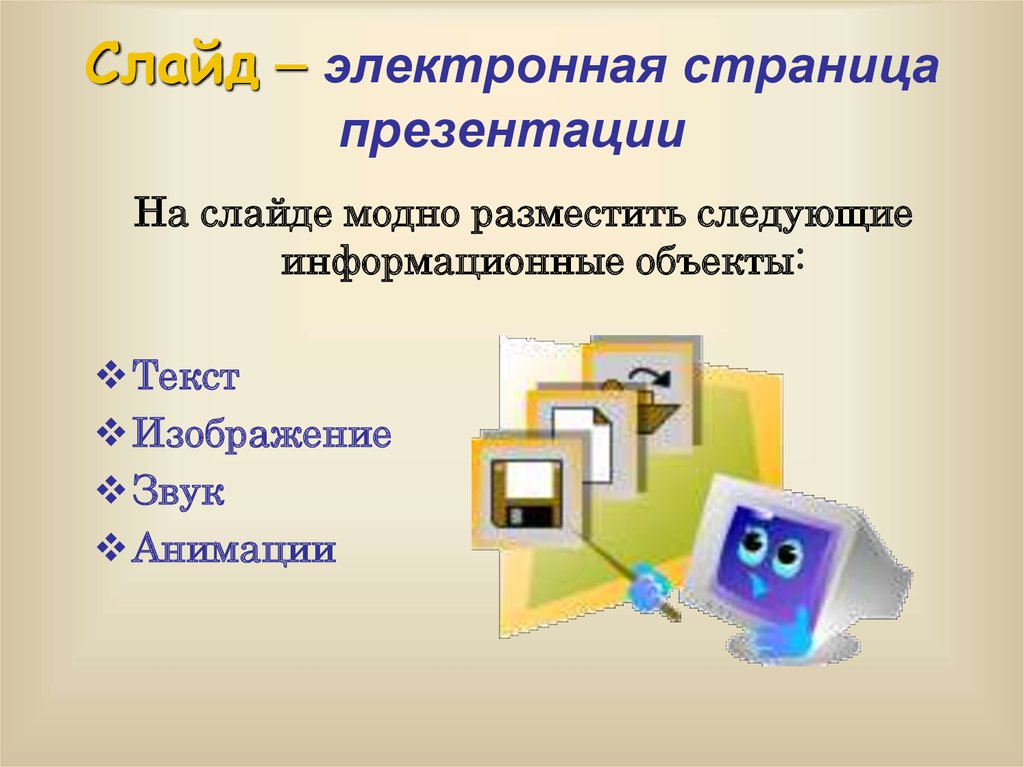 Слайд – электронная страница
презентации
На слайде модно разместить следующие
информационные объекты:
❖Текст
❖Изображение
❖Звук
❖Анимации